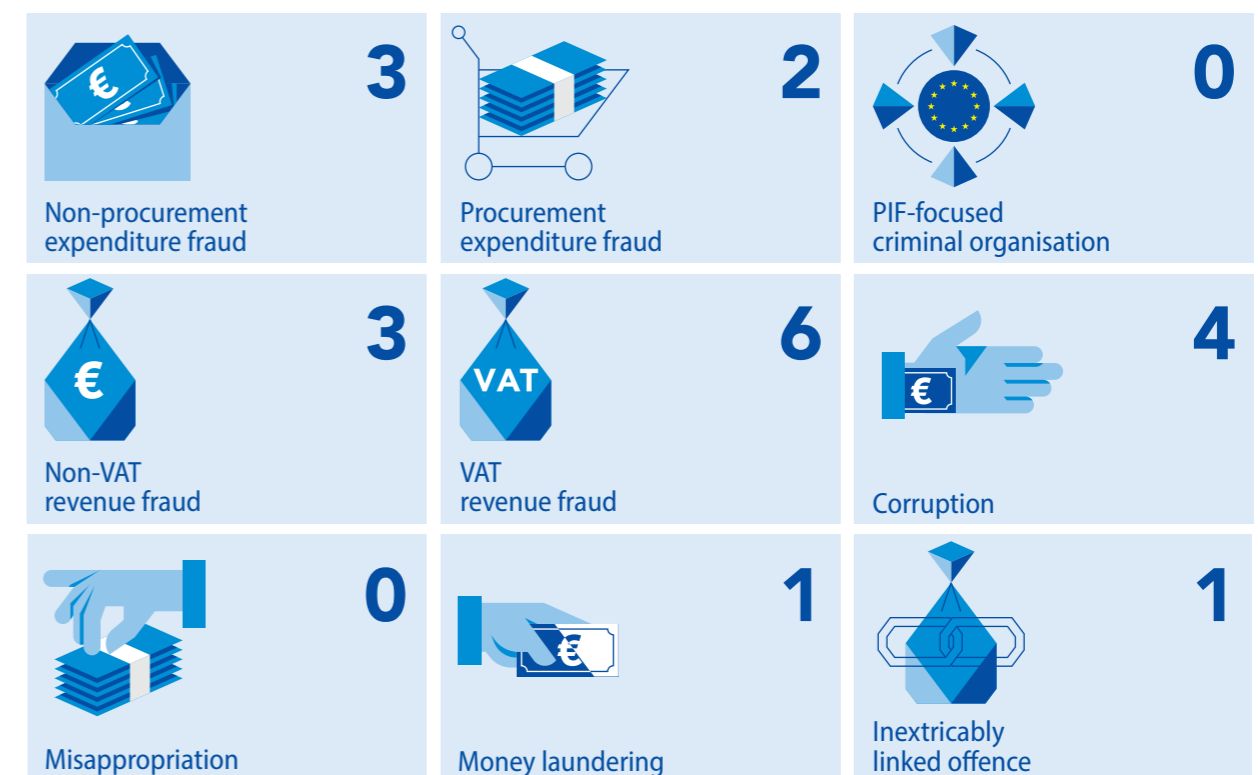 3
Non-procurement
expenditure fraud
2
Procurement
expenditure fraud
0
PIF-focused
criminal organisation
€
3
Non-VAT
revenue fraud
€
6
VAT
VAT
revenue fraud
4
€
Corruption
0
Misappropriation
1
€
Money laundering
1
Inextricably
linked offence